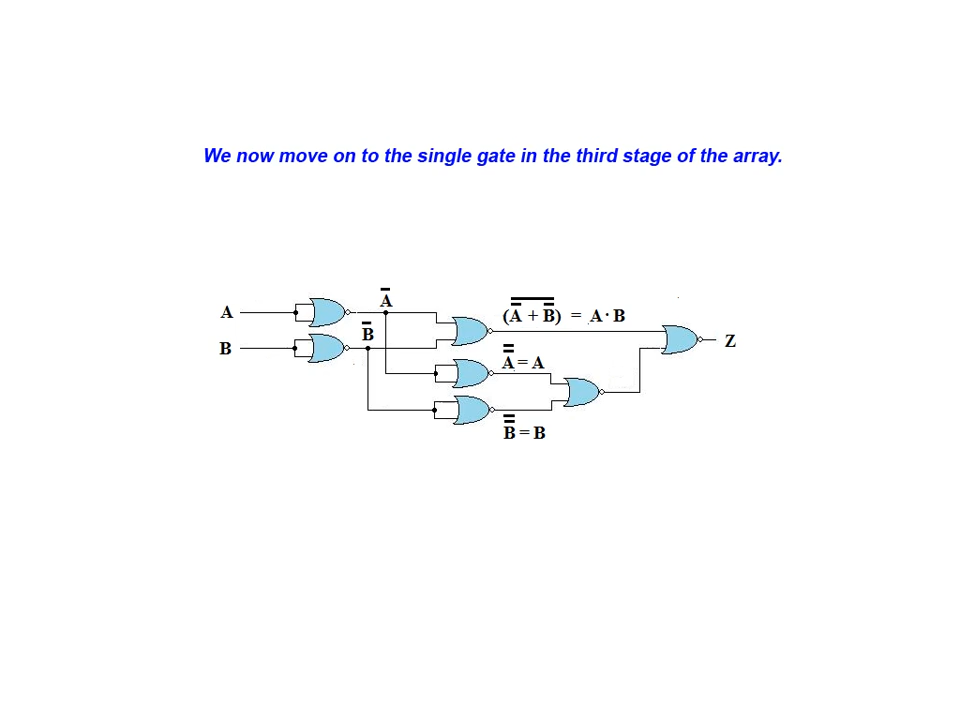 We now move on to the single gate in the third stage of the array.
A̅
A
B̅
B
(A̿ + B̿) = A · B
Z
A̿ = A
B̿ = B